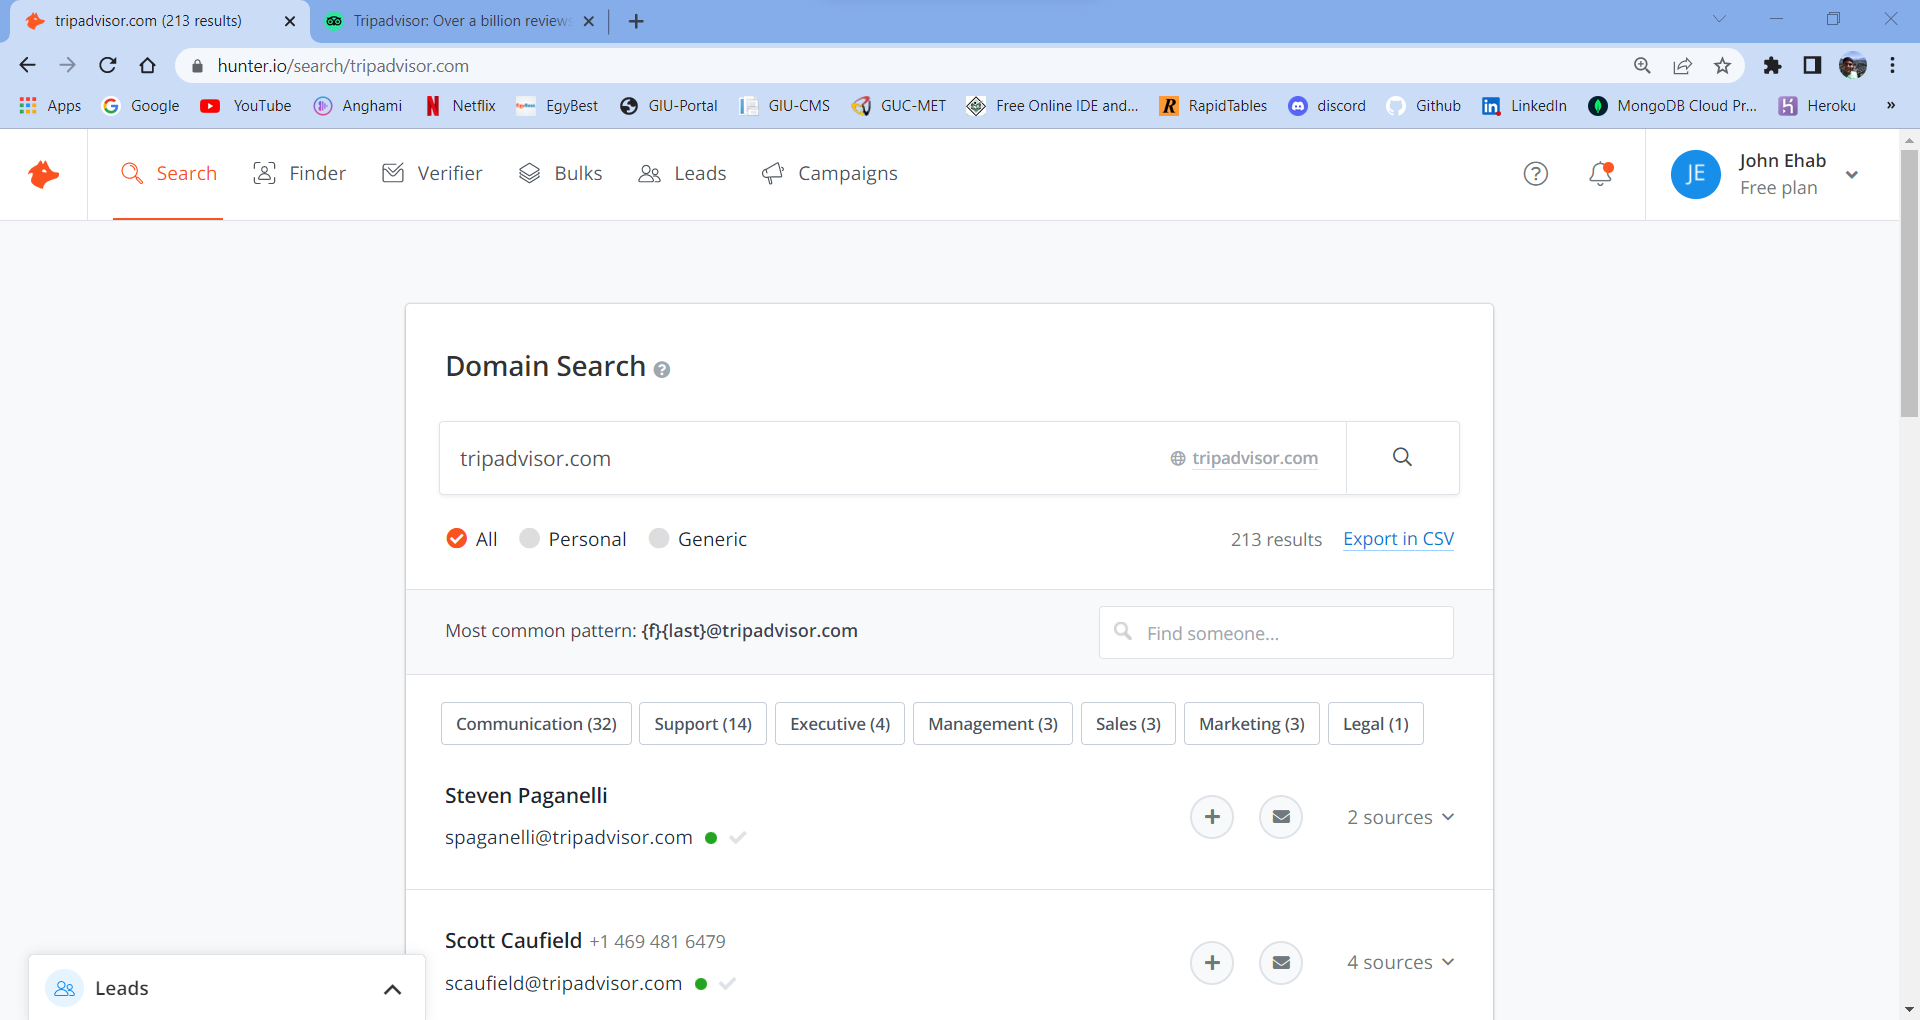 tripadvisor.com (213 results)
Tripadvisor: Over a billion reviews
hunter.io/search/tripadvisor.com
Apps Google YouTube Anghami Netflix EgyBest GIU-Portal GIU-CMS GUC-MET Free Online IDE and... RapidTables discord Github LinkedIn MongoDB Cloud Pr... Heroku »
Search Finder Verifier Bulks Leads Campaigns
JE
John Ehab
Free plan
Domain Search
tripadvisor.com
tripadvisor.com
All Personal Generic
213 results Export in CSV
Most common pattern: {f}{last}@tripadvisor.com
Find someone...
Communication (32) Support (14) Executive (4) Management (3) Sales (3) Marketing (3) Legal (1)
Steven Paganelli
spaganelli@tripadvisor.com
2 sources
Scott Caufield +1 469 481 6479
scaufield@tripadvisor.com
4 sources
Leads